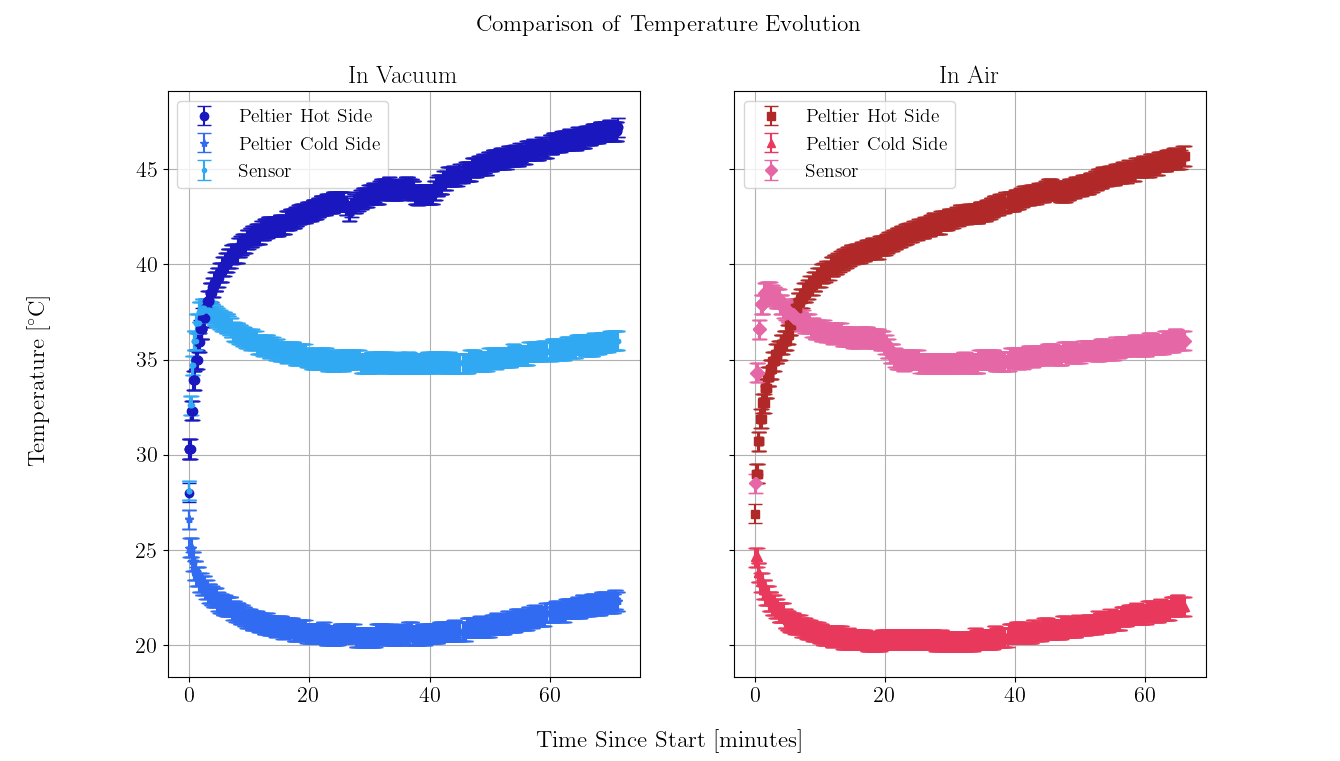 Comparison of Temperature Evolution
In Vacuum
In Air
Peltier Hot Side
Peltier Cold Side
Sensor
Peltier Hot Side
Peltier Cold Side
Sensor
45
40
35
30
25
20
Temperature [°C]
0 20 40 60
0 20 40 60
Time Since Start [minutes]